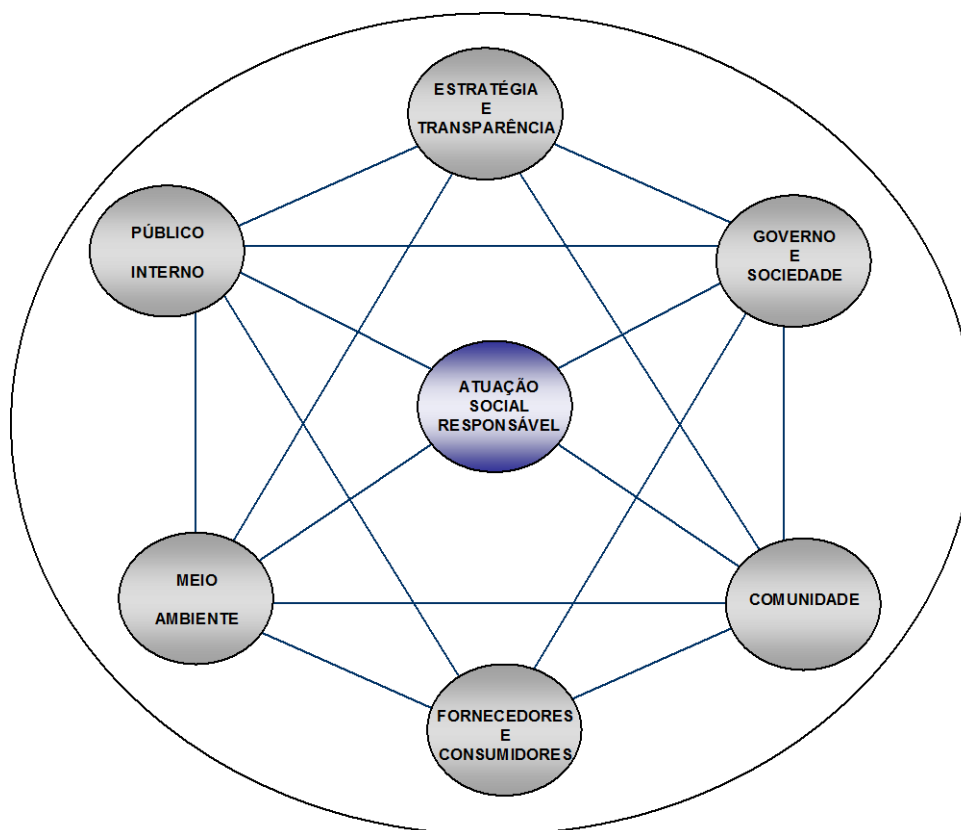 ESTRATÉGIA
E
TRANSPARÊNCIA
PÚBLICO
INTERNO
GOVERNO
E
SOCIEDADE
ATUAÇÃO
SOCIAL
RESPONSÁVEL
MEIO
AMBIENTE
COMUNIDADE
FORNECEDORES
E
CONSUMIDORES